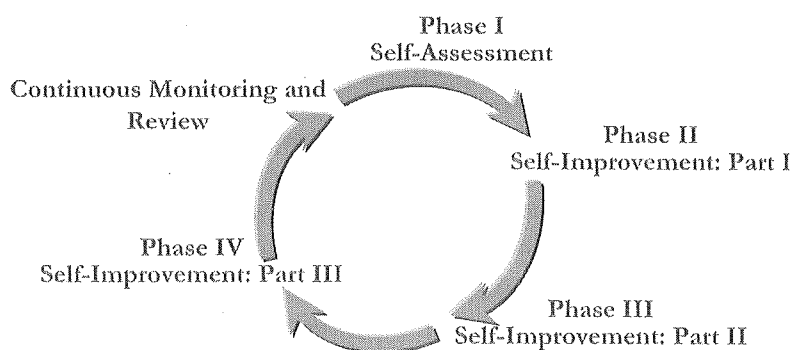 Phase I
Self-Assessment
Continuous Monitoring and
Review
Phase II
Self-Improvement: Part I
Phase III
Self-Improvement: Part II
Phase IV
Self-Improvement: Part III